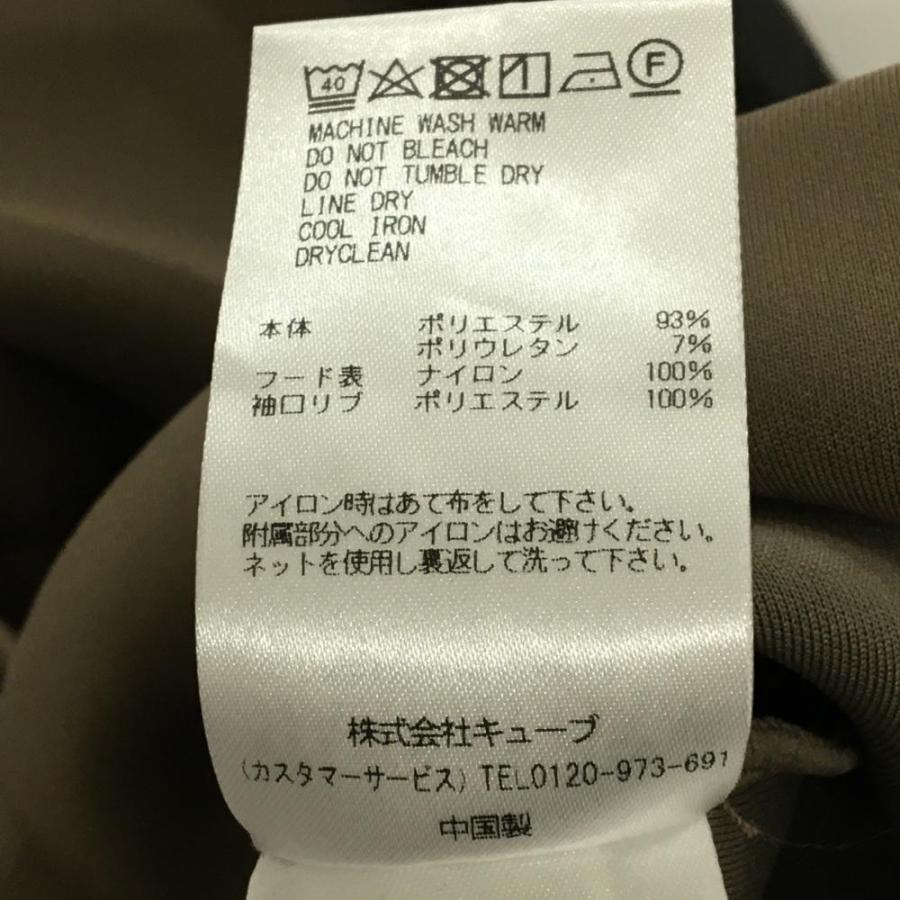 40 F
MACHINE WASH WARM
DO NOT BLEACH
DO NOT TUMBLE DRY
LINE DRY
COOL IRON
DRYCLEAN
本体 ポリエステル 93%
ポリウレタン 7%
フード表 ナイロン 100%
袖口リブ ポリエステル 100%
アイロン時はあて布をして下さい。
附属部分へのアイロンはお避けください。
ネットを使用し裏返して洗って下さい。
株式会社キューブ
(カスタマーサービス) TEL0120-973-691
中国製